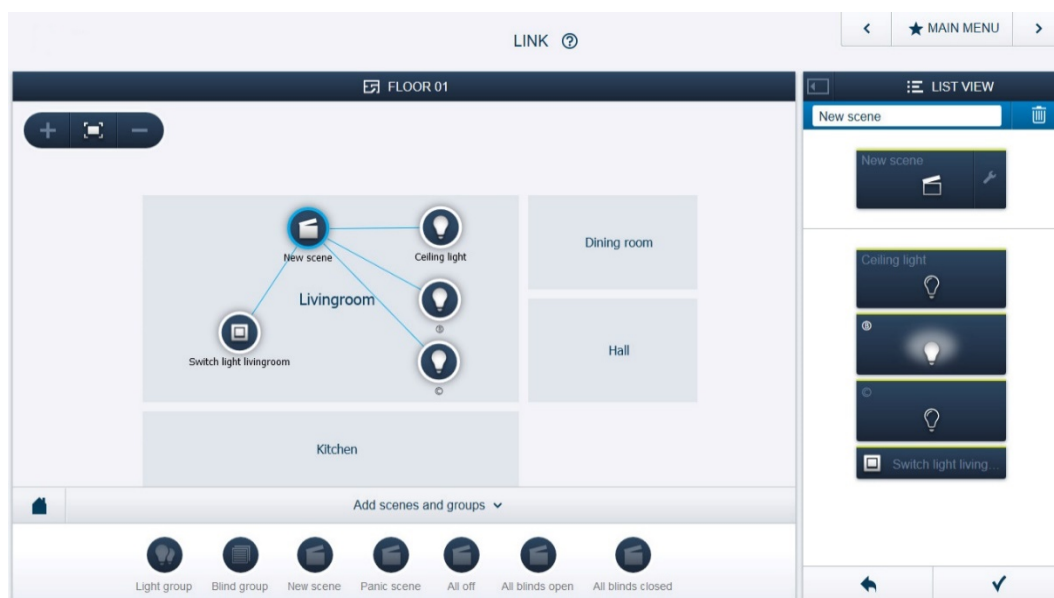 LINK ?
MAIN MENU
FLOOR 01
LIST VIEW
New scene
New scene
New scene
Ceiling light
Livingroom
Ⓑ
Switch light livingroom
©
Dining room
Hall
Kitchen
Ceiling light
Ⓑ
©
Switch light living...
Add scenes and groups
Light group
Blind group
New scene
Panic scene
All off
All blinds open
All blinds closed